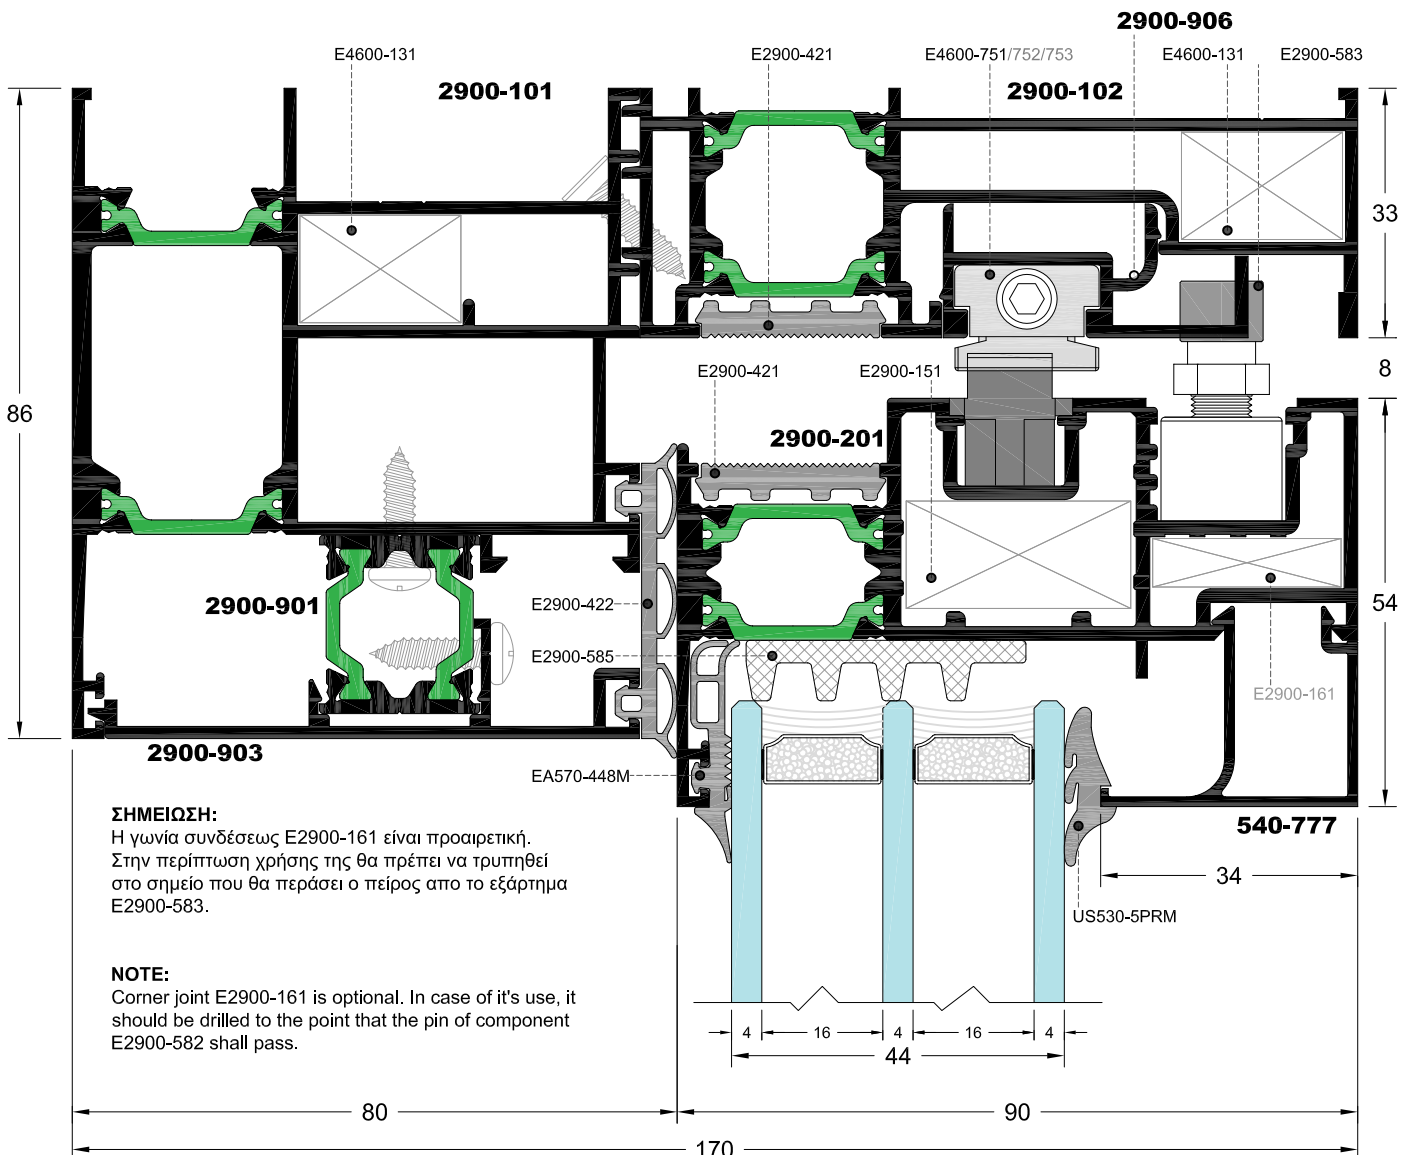 2900-906
E4600-131
E2900-421
E4600-751/752/753
E4600-131
E2900-583
2900-101
2900-102
33
8
E2900-421
E2900-151
86
2900-201
2900-901
E2900-422
54
E2900-585
E2900-161
2900-903
EA570-448M
ΣΗΜΕΙΩΣΗ:
Η γωνία συνδέσεως Ε2900-161 είναι προαιρετική.
Στην περίπτωση χρήσης της θα πρέπει να τρυπηθεί
στο σημείο που θα περάσει ο πείρος απο το εξάρτημα
Ε2900-583.
540-777
34
US530-5PRM
NOTE:
Corner joint E2900-161 is optional. In case of it's use, it
should be drilled to the point that the pin of component
E2900-582 shall pass.
4 16 4 16 4
44
80
90
170